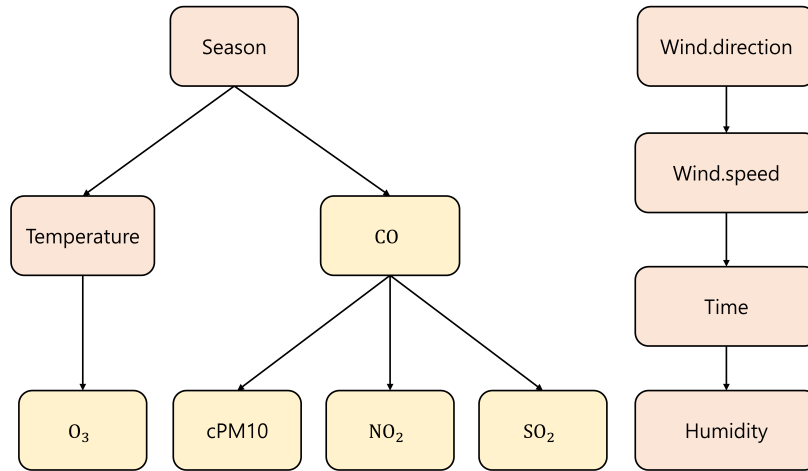 Season
Wind.direction
Wind.speed
Temperature
CO
Time
O₃
cPM10
NO₂
SO₂
Humidity